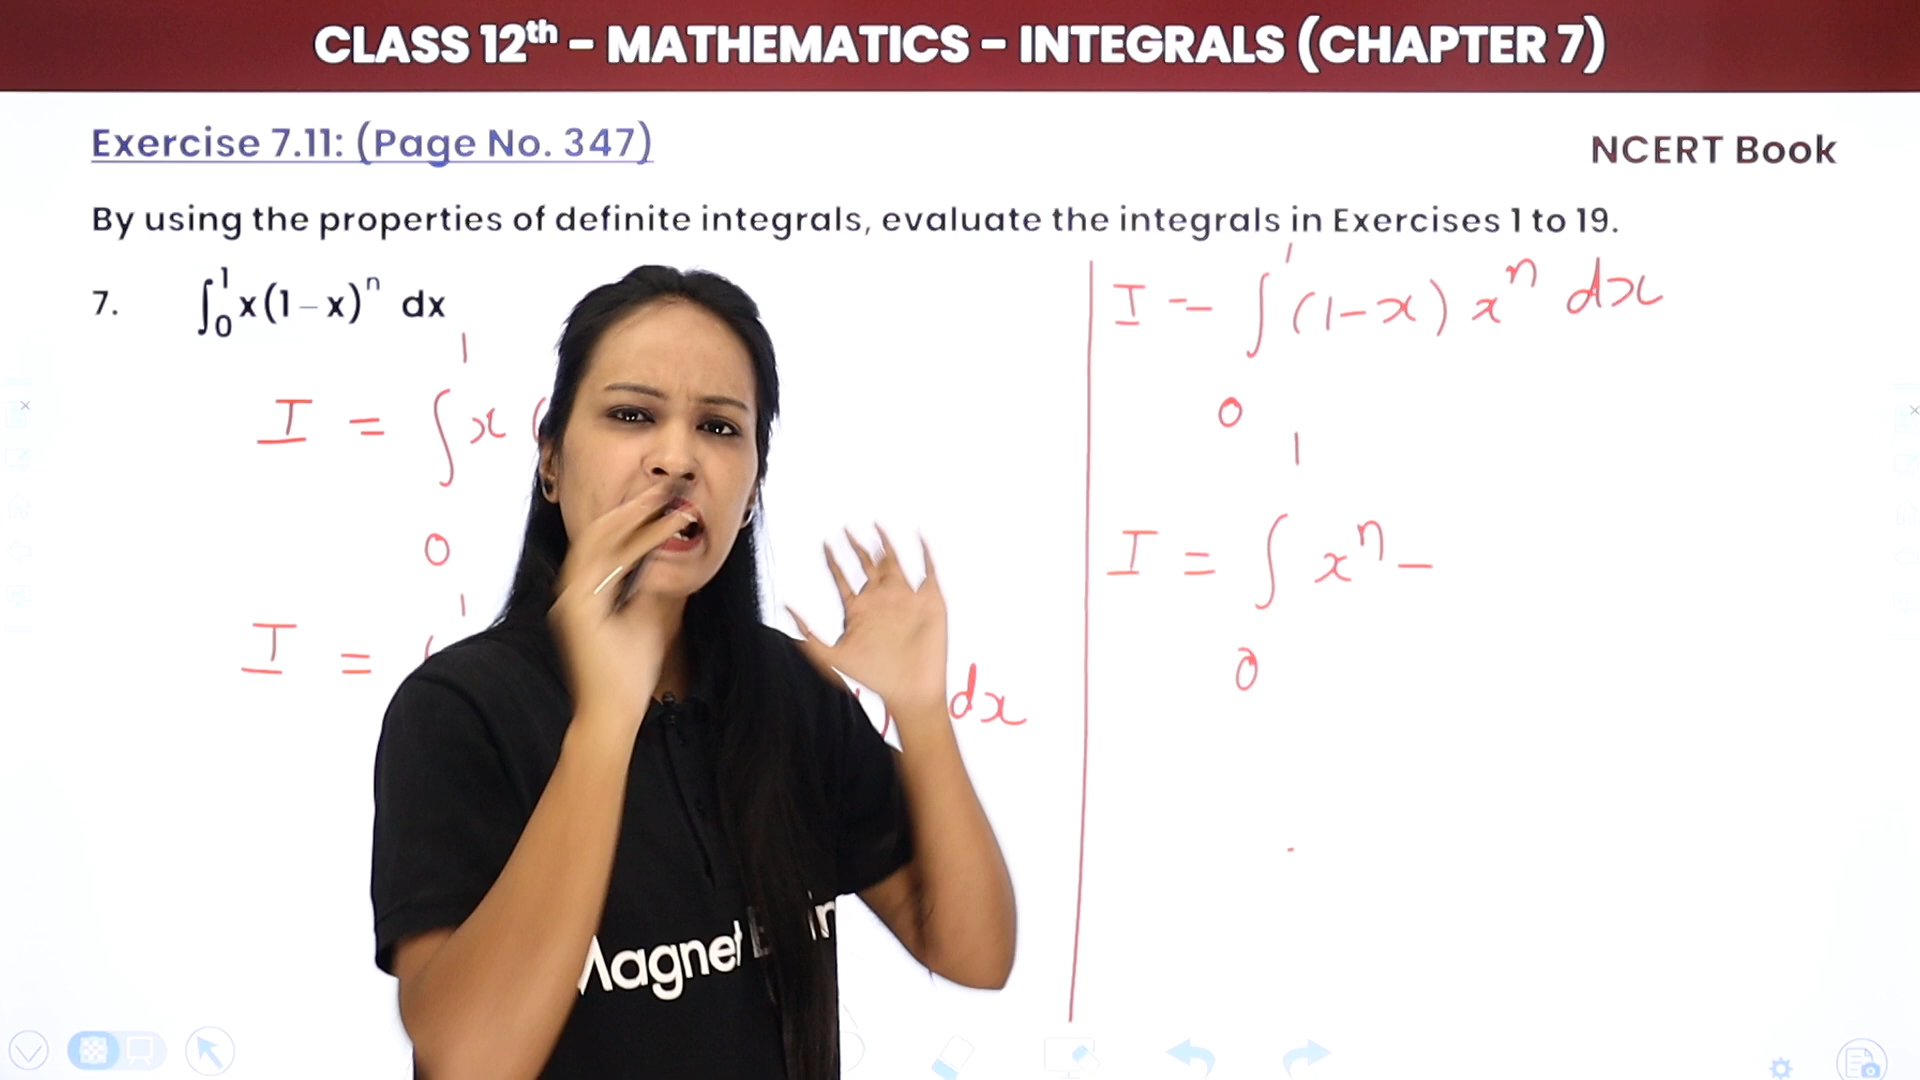 CLASS 12th – MATHEMATICS – INTEGRALS (CHAPTER 7)
Exercise 7.11: (Page No. 347)
NCERT Book
By using the properties of definite integrals, evaluate the integrals in Exercises 1 to 19.
7. ∫₀¹ x(1 – x)ⁿ dx
I = ∫₀¹ x (
I =
dx
I = ∫₀¹ (1-x) xⁿ dx
I = ∫₀¹ xⁿ –
Magnet